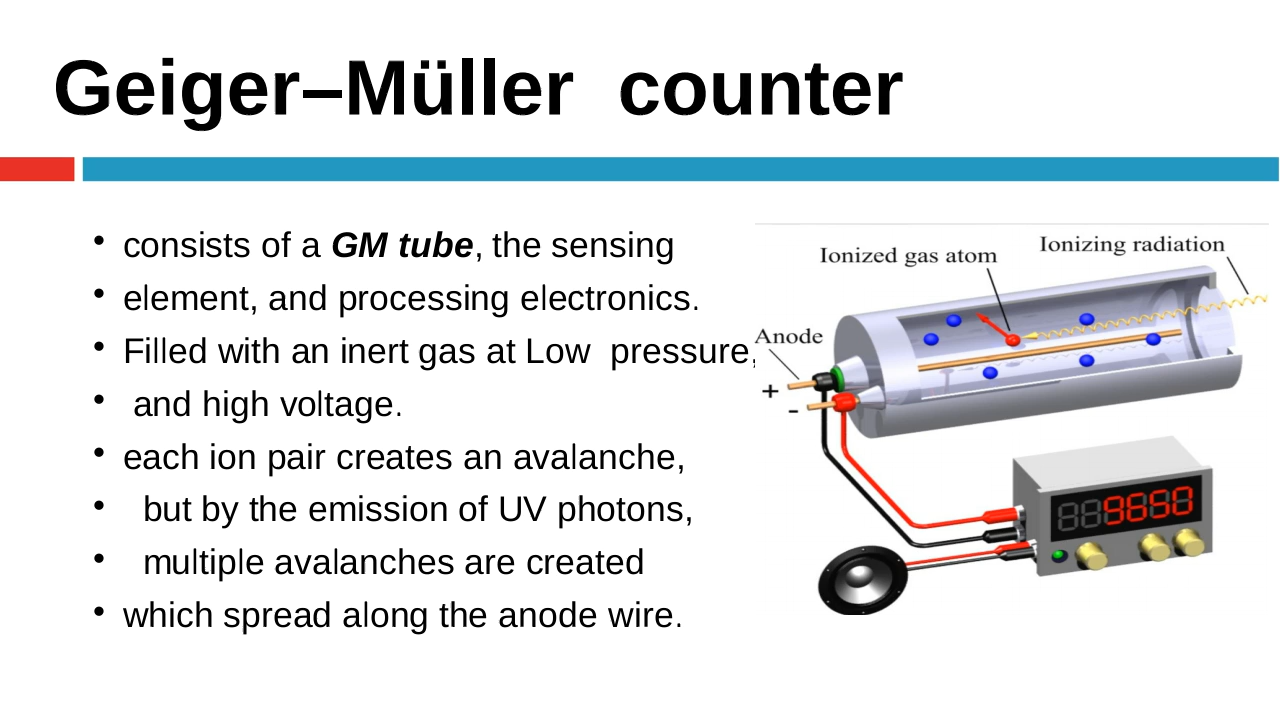 Geiger–Müller  counter
• consists of a GM tube, the sensing
• element, and processing electronics.
• Filled with an inert gas at Low  pressure,
•  and high voltage.
• each ion pair creates an avalanche,
•   but by the emission of UV photons,
•   multiple avalanches are created
• which spread along the anode wire.
Ionized gas atom
Ionizing radiation
Anode
+
-
9690